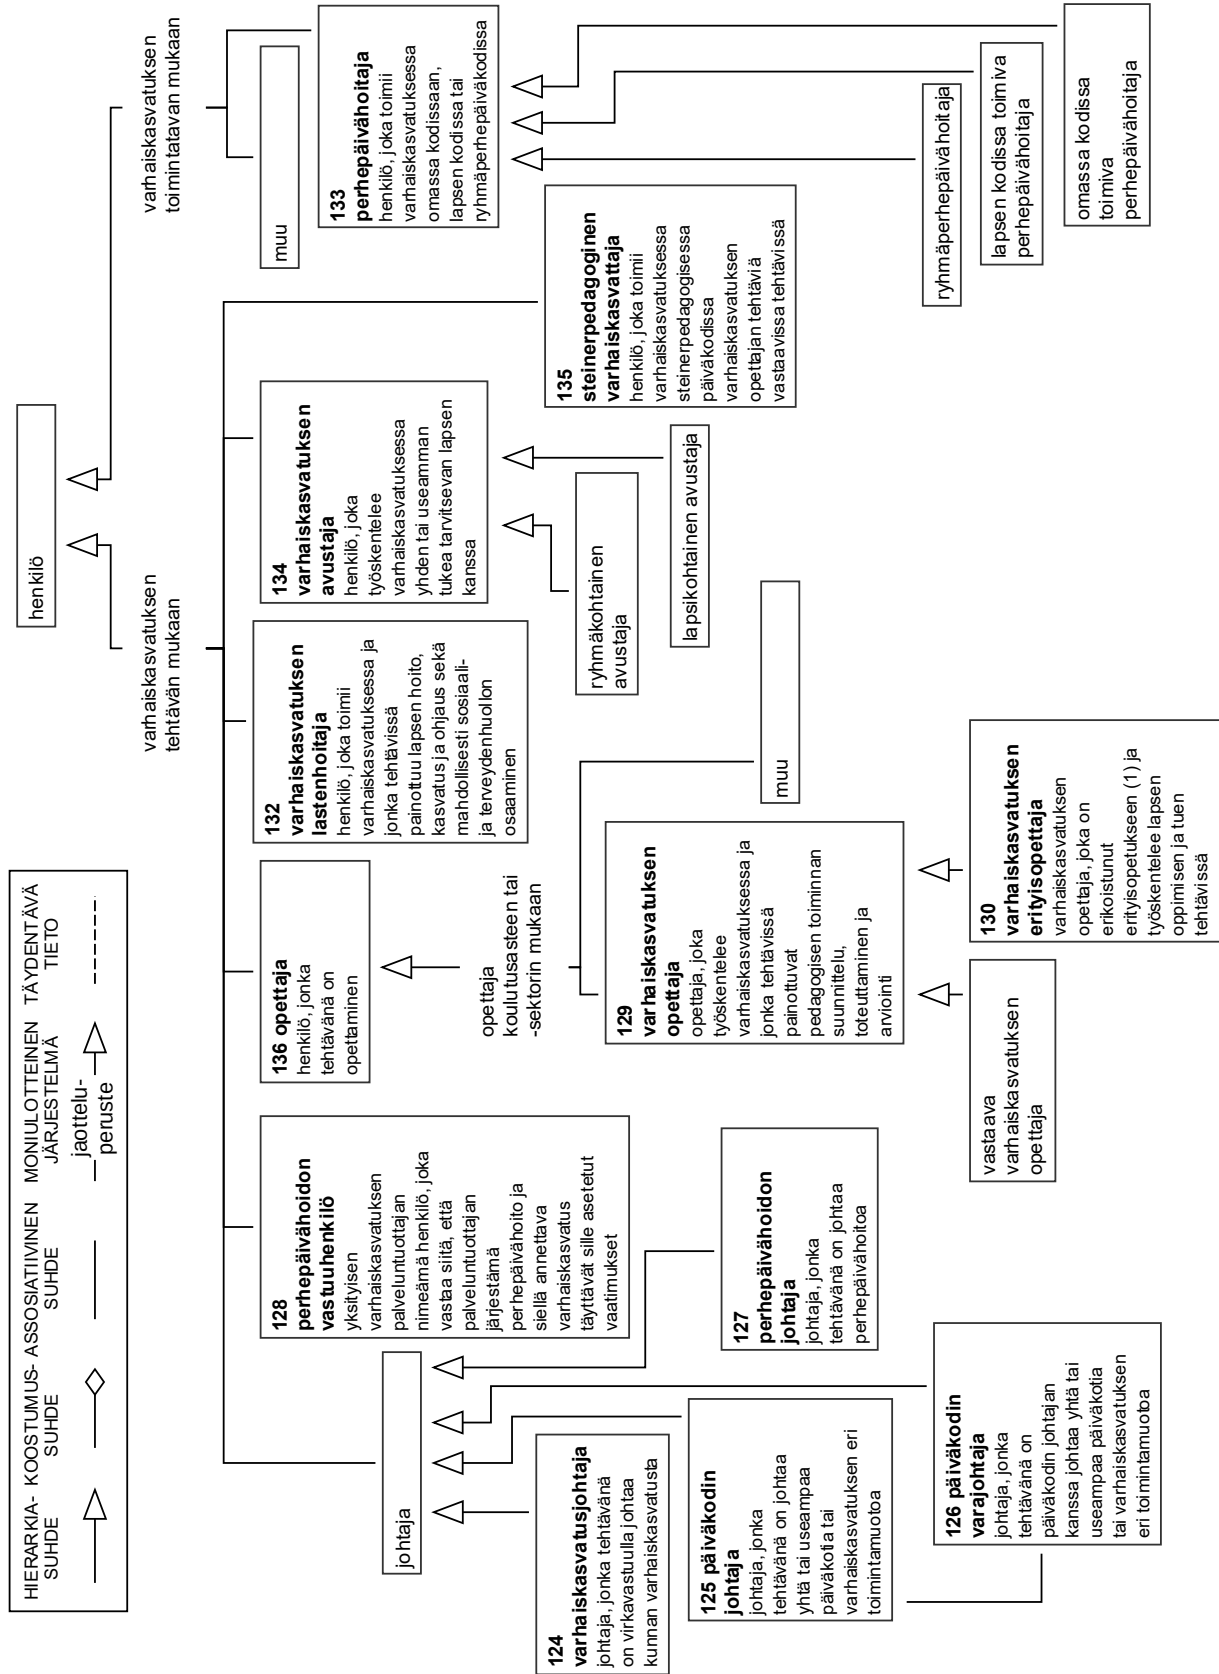 HIERARKIA-
SUHDE
KOOSTUMUS-
SUHDE
ASSOSIATIIVINEN
SUHDE
MONIULOTTEINEN
JÄRJESTELMÄ
jaottelu-
peruste
TÄYDENTÄVÄ
TIETO
henkilö
varhaiskasvatuksen
tehtävän mukaan
varhaiskasvatuksen
toimintatavan mukaan
johtaja
128
perhepäivähoidon
vastuuhenkilö
yksityisen
varhaiskasvatuksen
palveluntuottajan
nimeämä henkilö, joka
vastaa siitä, että
palveluntuottajan
järjestämä
perhepäivähoito ja
siellä annettava
varhaiskasvatus
täyttävät sille asetetut
vaatimukset
136 opettaja
henkilö, jonka
tehtävänä on
opettaminen
132
varhaiskasvatuksen
lastenhoitaja
henkilö, joka toimii
varhaiskasvatuksessa ja
jonka tehtävissä
painottuu lapsen hoito,
kasvatus ja ohjaus sekä
mahdollisesti sosiaali-
ja terveydenhuollon
osaaminen
134
varhaiskasvatuksen
avustaja
henkilö, joka
työskentelee
varhaiskasvatuksessa
yhden tai useamman
tukea tarvitsevan lapsen
kanssa
muu
133
perhepäivähoitaja
henkilö, joka toimii
varhaiskasvatuksessa
omassa kodissaan,
lapsen kodissa tai
ryhmäperhepäiväkodissa
124
varhaiskasvatusjohtaja
johtaja, jonka tehtävänä
on virkavastuulla johtaa
kunnan varhaiskasvatusta
opettaja
koulutusasteen tai
-sektorin mukaan
ryhmäkohtainen
avustaja
lapsikohtainen avustaja
135
steinerpedagoginen
varhaiskasvattaja
henkilö, joka toimii
varhaiskasvatuksessa
steinerpedagogisessa
päiväkodissa
varhaiskasvatuksen
opettajan tehtäviä
vastaavissa tehtävissä
125 päiväkodin
johtaja
johtaja, jonka
tehtävänä on johtaa
yhtä tai useampaa
päiväkotia tai
varhaiskasvatuksen eri
toimintamuotoa
127
perhepäivähoidon
johtaja
johtaja, jonka
tehtävänä on johtaa
perhepäivähoitoa
129
varhaiskasvatuksen
opettaja
opettaja, joka
työskentelee
varhaiskasvatuksessa ja
jonka tehtävissä
painottuvat
pedagogisen toiminnan
suunnittelu,
toteuttaminen ja
arviointi
muu
ryhmäperhepäivähoitaja
lapsen kodissa toimiva
perhepäivähoitaja
omassa kodissa
toimiva
perhepäivähoitaja
126 päiväkodin
varajohtaja
johtaja, jonka
tehtävänä on
päiväkodin johtajan
kanssa johtaa yhtä tai
useampaa päiväkotia
tai varhaiskasvatuksen
eri toimintamuotoa
vastaava
varhaiskasvatuksen
opettaja
130
varhaiskasvatuksen
erityisopettaja
varhaiskasvatuksen
opettaja, joka on
erikoistunut
erityisopetukseen (1) ja
työskentelee lapsen
oppimisen ja tuen
tehtävissä